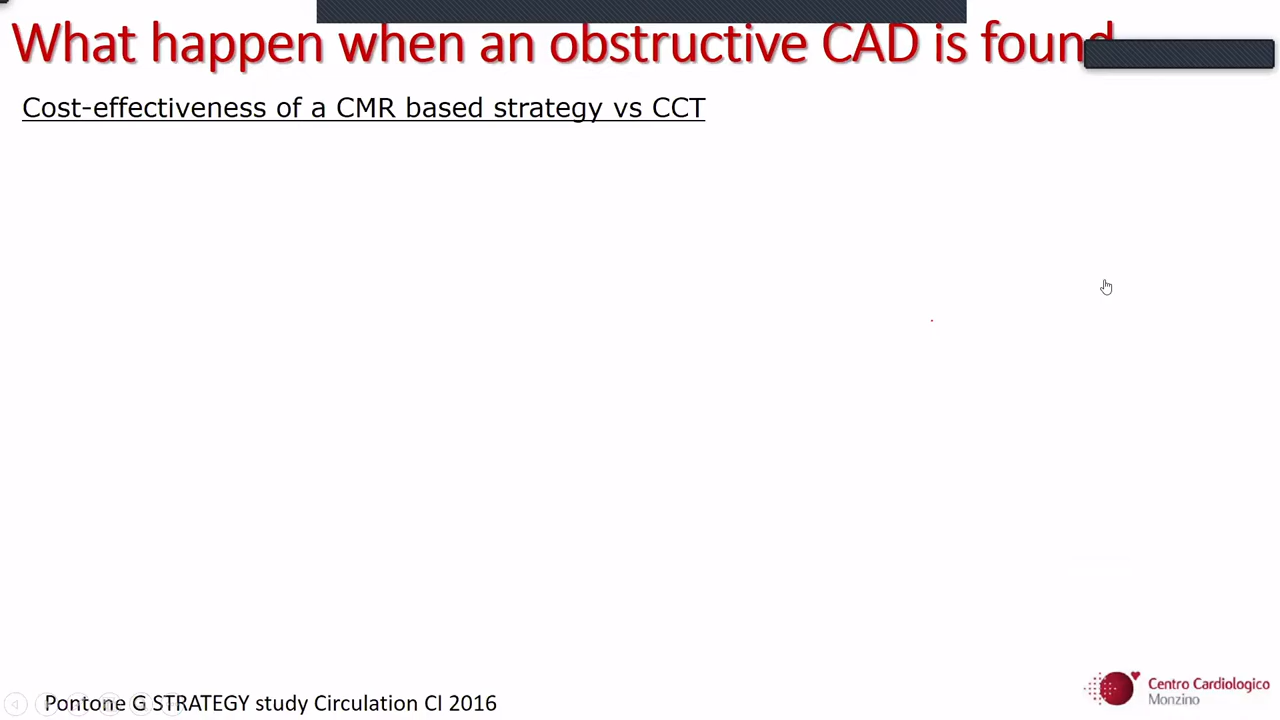 What happen when an obstructive CAD is found
Cost-effectiveness of a CMR based strategy vs CCT
Pontone G STRATEGY study Circulation CI 2016
Centro Cardiologico
Monzino